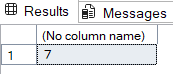 Results Messages
(No column name)
1 7